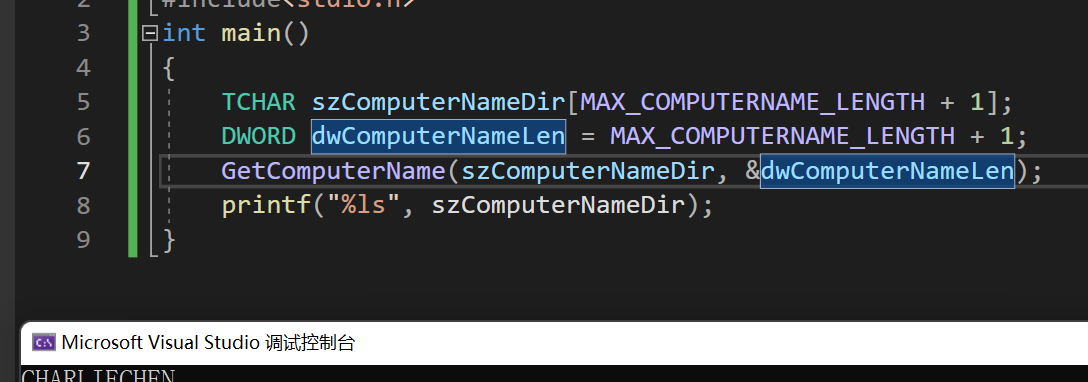 2 #include<stdio.h>
3 int main()
4 {
5 TCHAR szComputerNameDir[MAX_COMPUTERNAME_LENGTH + 1];
6 DWORD dwComputerNameLen = MAX_COMPUTERNAME_LENGTH + 1;
7 GetComputerName(szComputerNameDir, &dwComputerNameLen);
8 printf("%ls", szComputerNameDir);
9 }
C:\ Microsoft Visual Studio 调试控制台
CHARLIECHEN